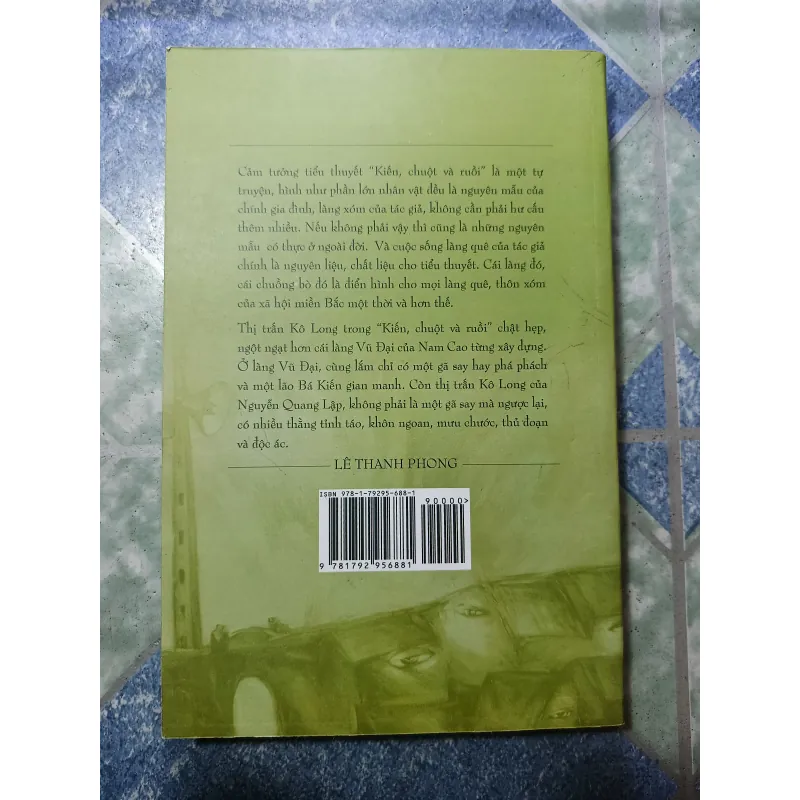 Cảm tưởng tiểu thuyết "Kiến, chuột và ruồi" là một tự
truyện, hình như phần lớn nhân vật đều là nguyên mẫu của
chính gia đình, làng xóm của tác giả, không cần phải hư cấu
thêm nhiều. Nếu không phải vậy thì cũng là những nguyên
mẫu có thực ở ngoài đời. Và cuộc sống làng quê của tác giả
chính là nguyên liệu, chất liệu cho tiểu thuyết. Cái làng đó,
cái chuồng bò đó là điển hình cho mọi làng quê, thôn xóm
của xã hội miền Bắc một thời và hơn thế.
Thị trấn Kô Long trong "Kiến, chuột và ruồi" chật hẹp,
ngột ngạt hơn cái làng Vũ Đại của Nam Cao từng xây dựng.
Ở làng Vũ Đại, cùng lắm chỉ có một gã say hay phá phách
và một lão Bá Kiến gian manh. Còn thị trấn Kô Long của
Nguyễn Quang Lập, không phải là một gã say mà ngược lại,
có nhiều thằng tỉnh táo, khôn ngoan, mưu chước, thủ đoạn
và độc ác.
LÊ THANH PHONG
ISBN 978-1-79295-688-1
90000>
9 781792 956881